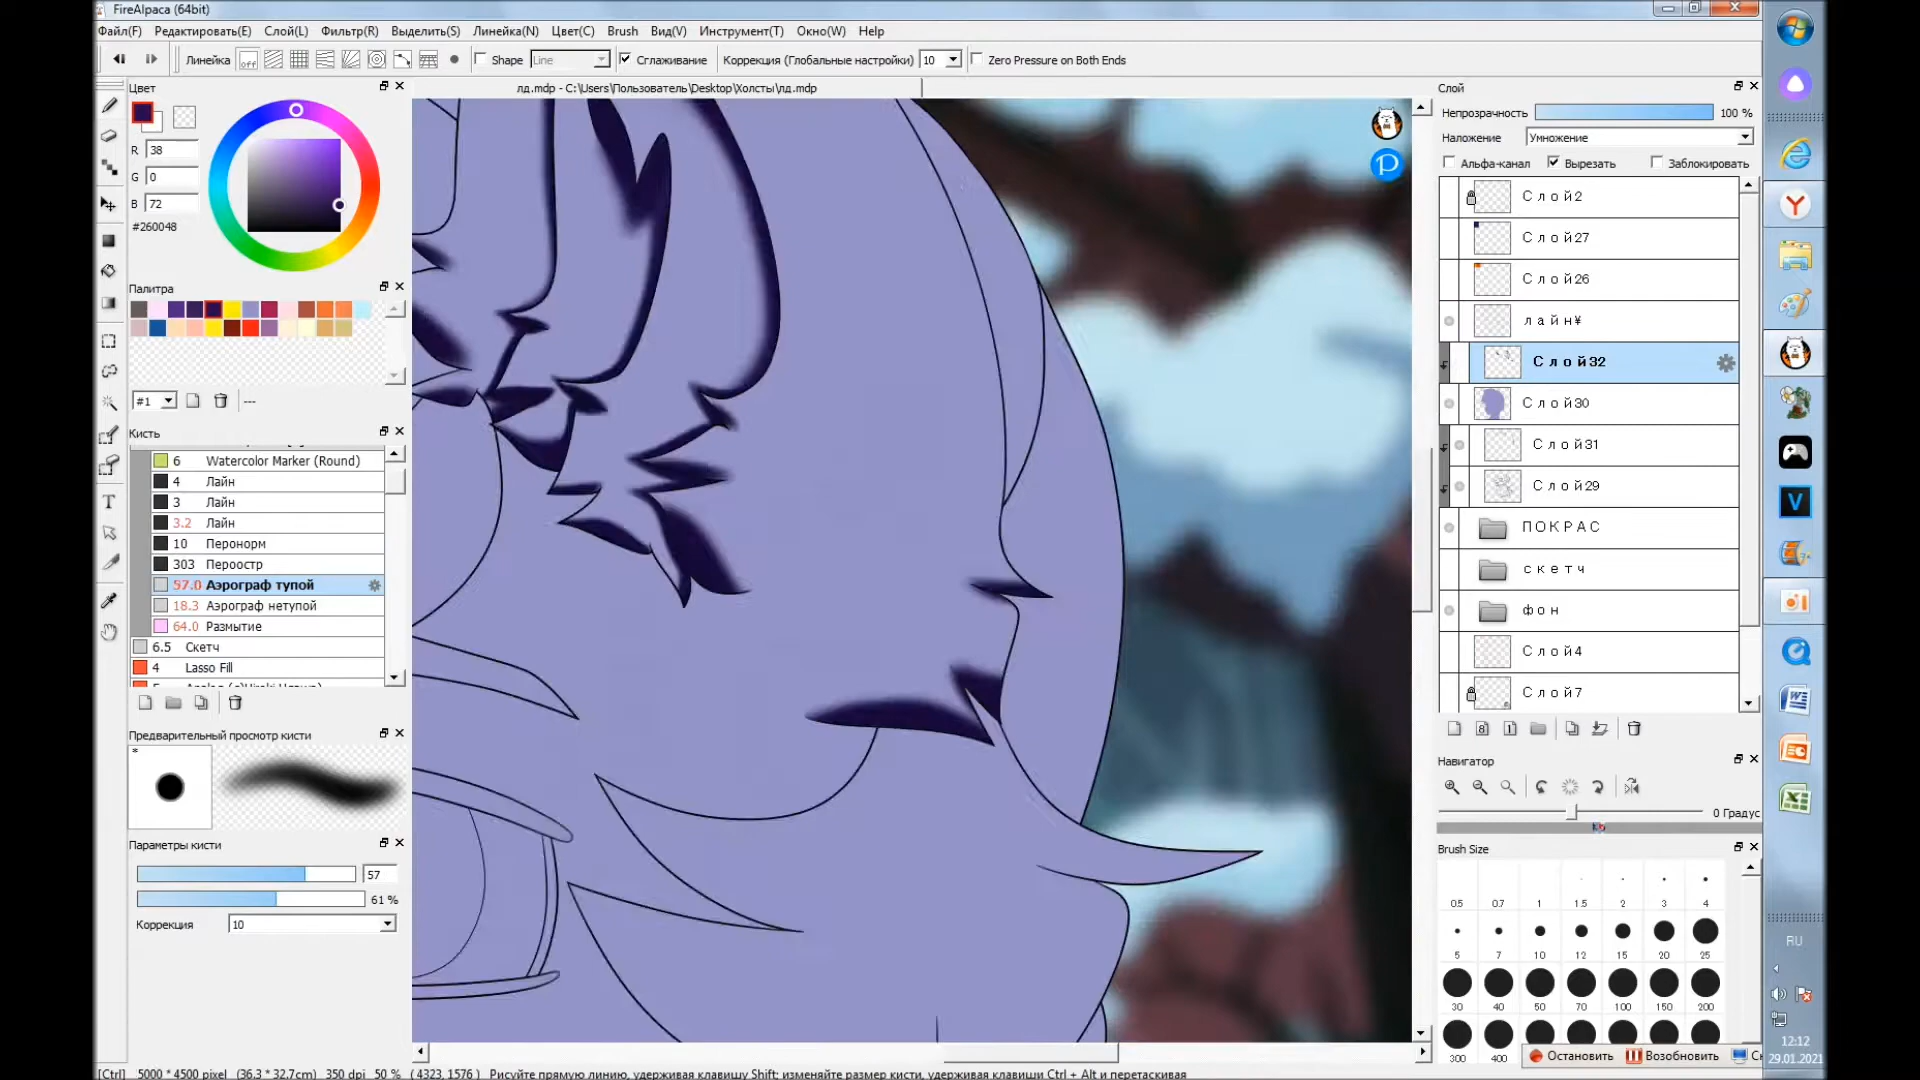 FireAlpaca (64bit)
Файл(F) Редактировать(E) Слой(L) Фильтр(R) Выделить(S) Линейка(N) Цвет(C) Brush Вид(V) Инструмент(T) Окно(W) Help
Линейка off Shape Line Сглаживание Коррекция (Глобальные настройки) 10 Zero Pressure on Both Ends
Цвет
лд.mdp - C:\Users\Пользователь\Desktop\Холсты\лд.mdp
R 38
G 0
B 72
#260048
Палитра
#1 ---
Кисть
6 Watercolor Marker (Round)
4 Лайн
3 Лайн
3.2 Лайн
10 Перонорм
303 Пероостр
57.0 Аэрограф тупой
18.3 Аэрограф нетупой
64.0 Размытие
6.5 Скетч
4 Lasso Fill
Предварительный просмотр кисти
*
Параметры кисти
57
61 %
Коррекция 10
Слой
Непрозрачность 100 %
Наложение Умножение
Альфа-канал Вырезать Заблокировать
Слой2
Слой27
Слой26
лайн¥
Слой32
Слой30
Слой31
Слой29
ПОКРАС
скетч
фон
Слой4
Слой7
Навигатор
0 Градус
Brush Size
0.5 0.7 1 1.5 2 3 4
5 7 10 12 15 20 25
30 40 50 70 100 150 200
300 400
Остановить Возобновить
RU
12:12
29.01.2021
[Ctrl] 5000 * 4500 pixel (36.3 * 32.7cm) 350 dpi 50 % ( 4323, 1576 ) Рисуйте прямую линию, удерживая клавишу Shift; изменяйте размер кисти, удерживая клавиши Ctrl + Alt и перетаскивая